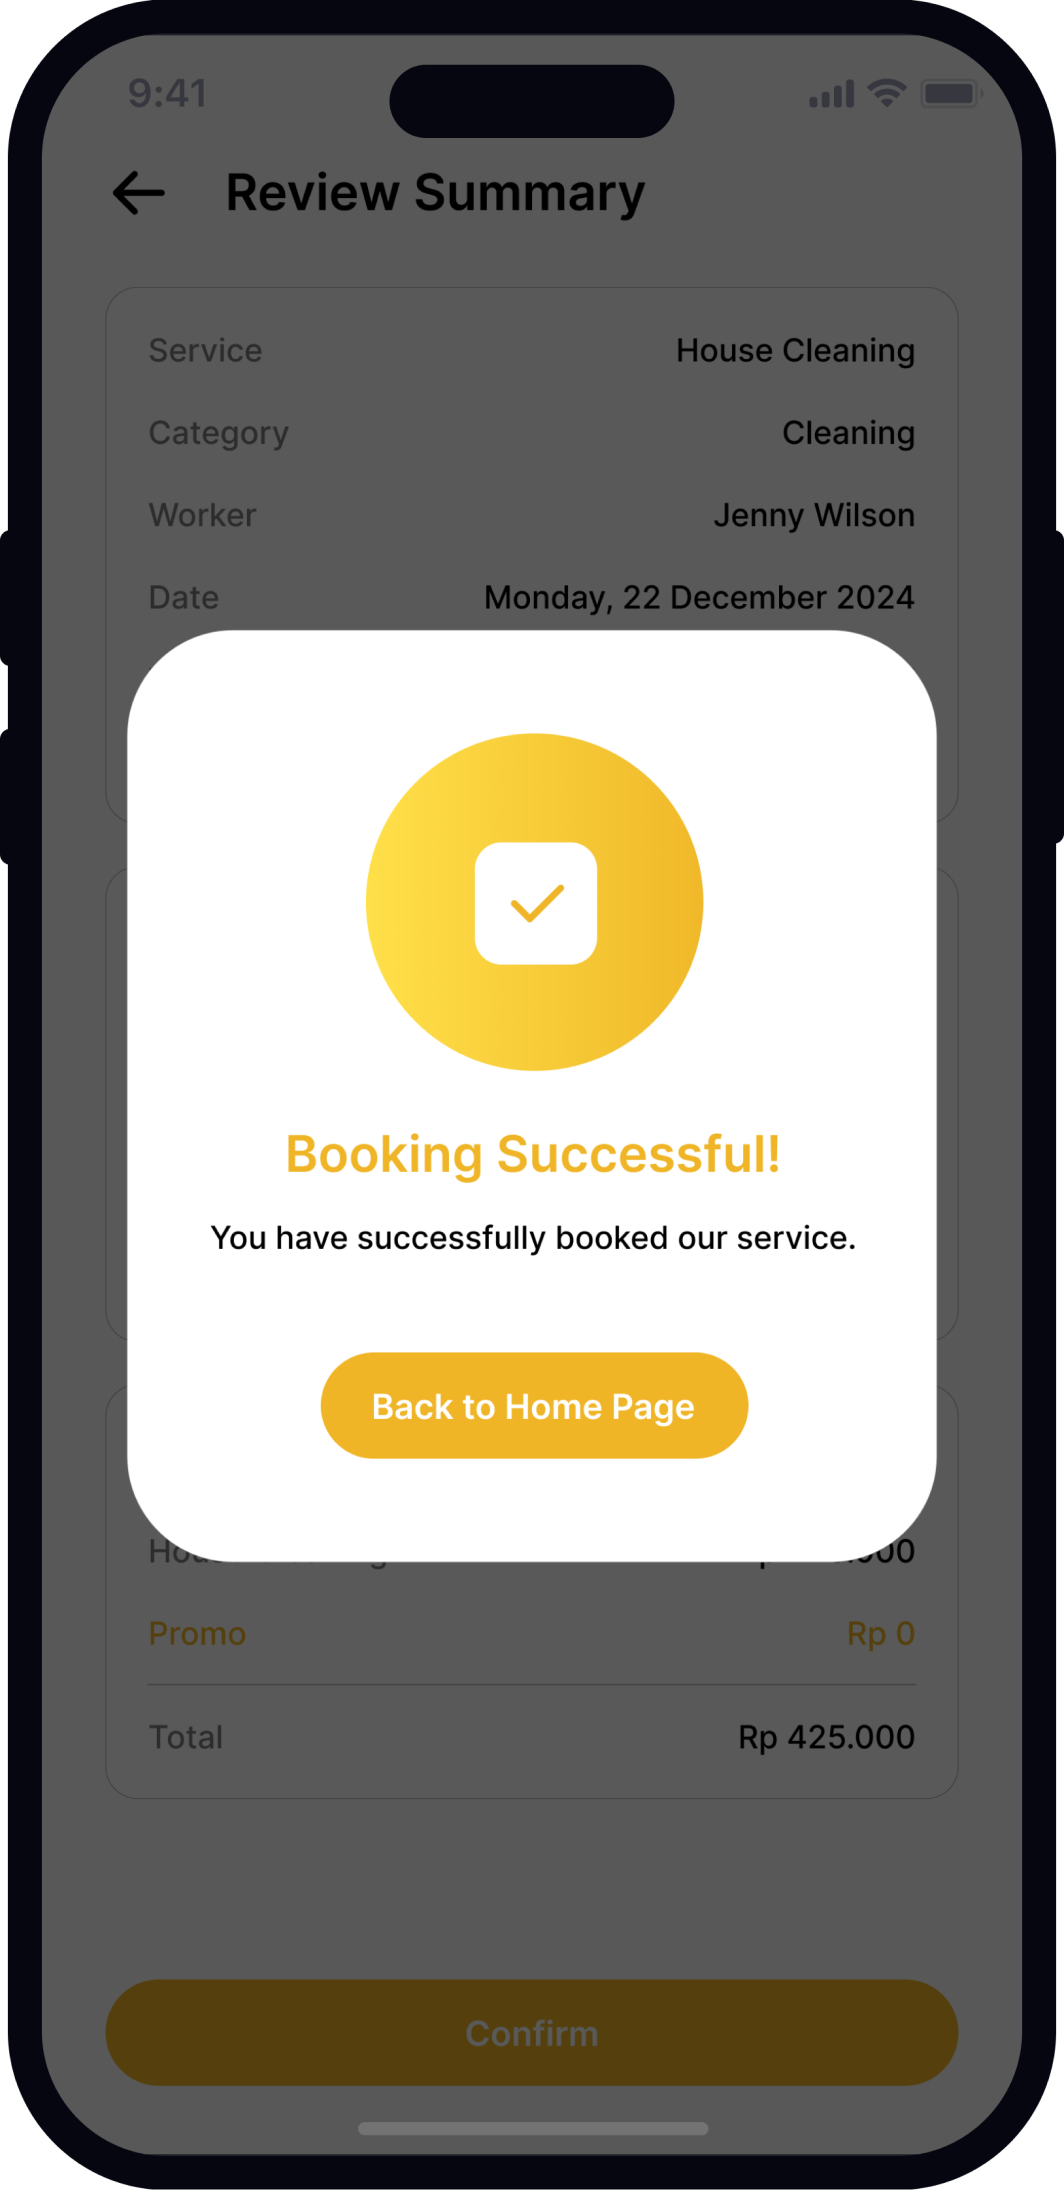 9:41
Review Summary
Service House Cleaning
Category Cleaning
Worker Jenny Wilson
Date Monday, 22 December 2024
Booking Successful!
You have successfully booked our service.
Back to Home Page
Promo Rp 0
Total Rp 425.000
Confirm